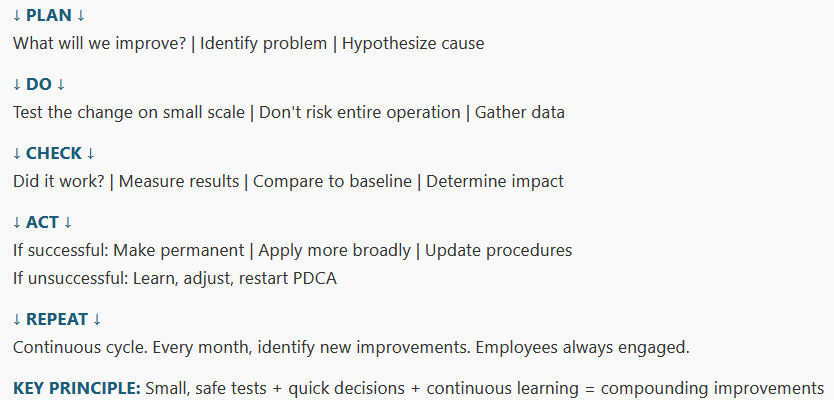 ↓ PLAN ↓
What will we improve? | Identify problem | Hypothesize cause
↓ DO ↓
Test the change on small scale | Don't risk entire operation | Gather data
↓ CHECK ↓
Did it work? | Measure results | Compare to baseline | Determine impact
↓ ACT ↓
If successful: Make permanent | Apply more broadly | Update procedures
If unsuccessful: Learn, adjust, restart PDCA
↓ REPEAT ↓
Continuous cycle. Every month, identify new improvements. Employees always engaged.
KEY PRINCIPLE: Small, safe tests + quick decisions + continuous learning = compounding improvements